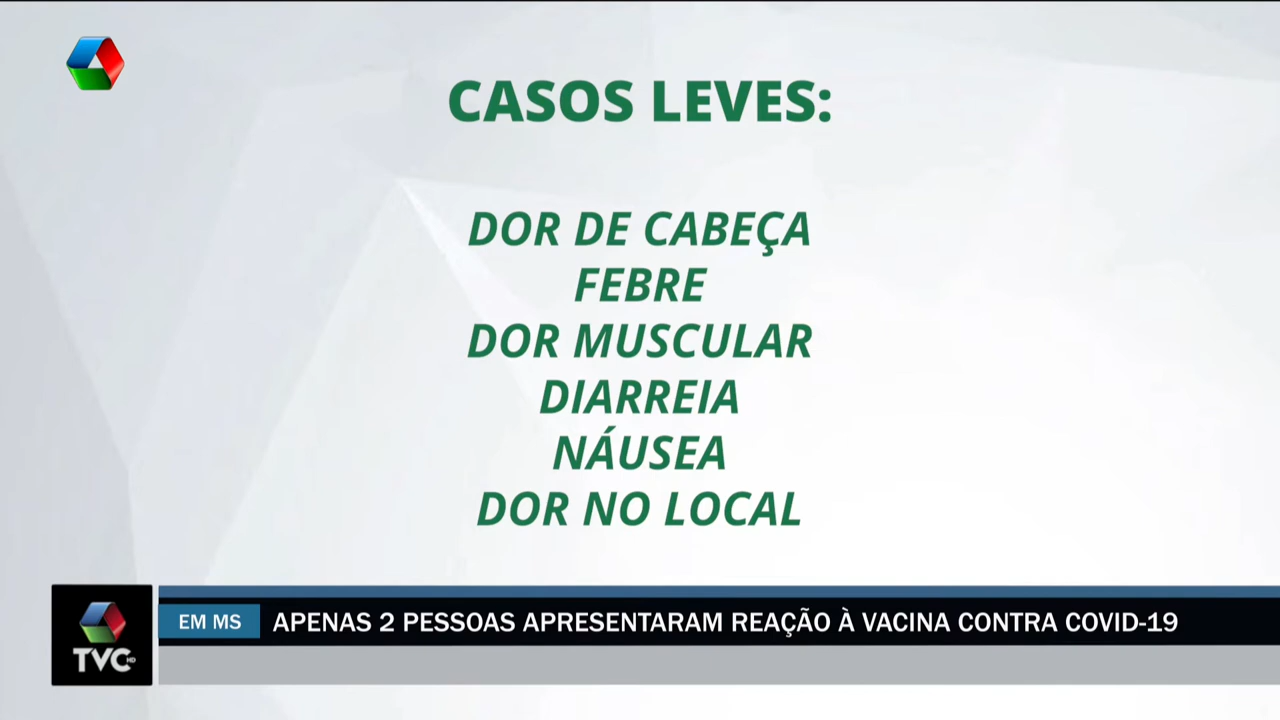 CASOS LEVES:
DOR DE CABEÇA
FEBRE
DOR MUSCULAR
DIARREIA
NÁUSEA
DOR NO LOCAL
EM MS APENAS 2 PESSOAS APRESENTARAM REAÇÃO À VACINA CONTRA COVID-19
TVC HD